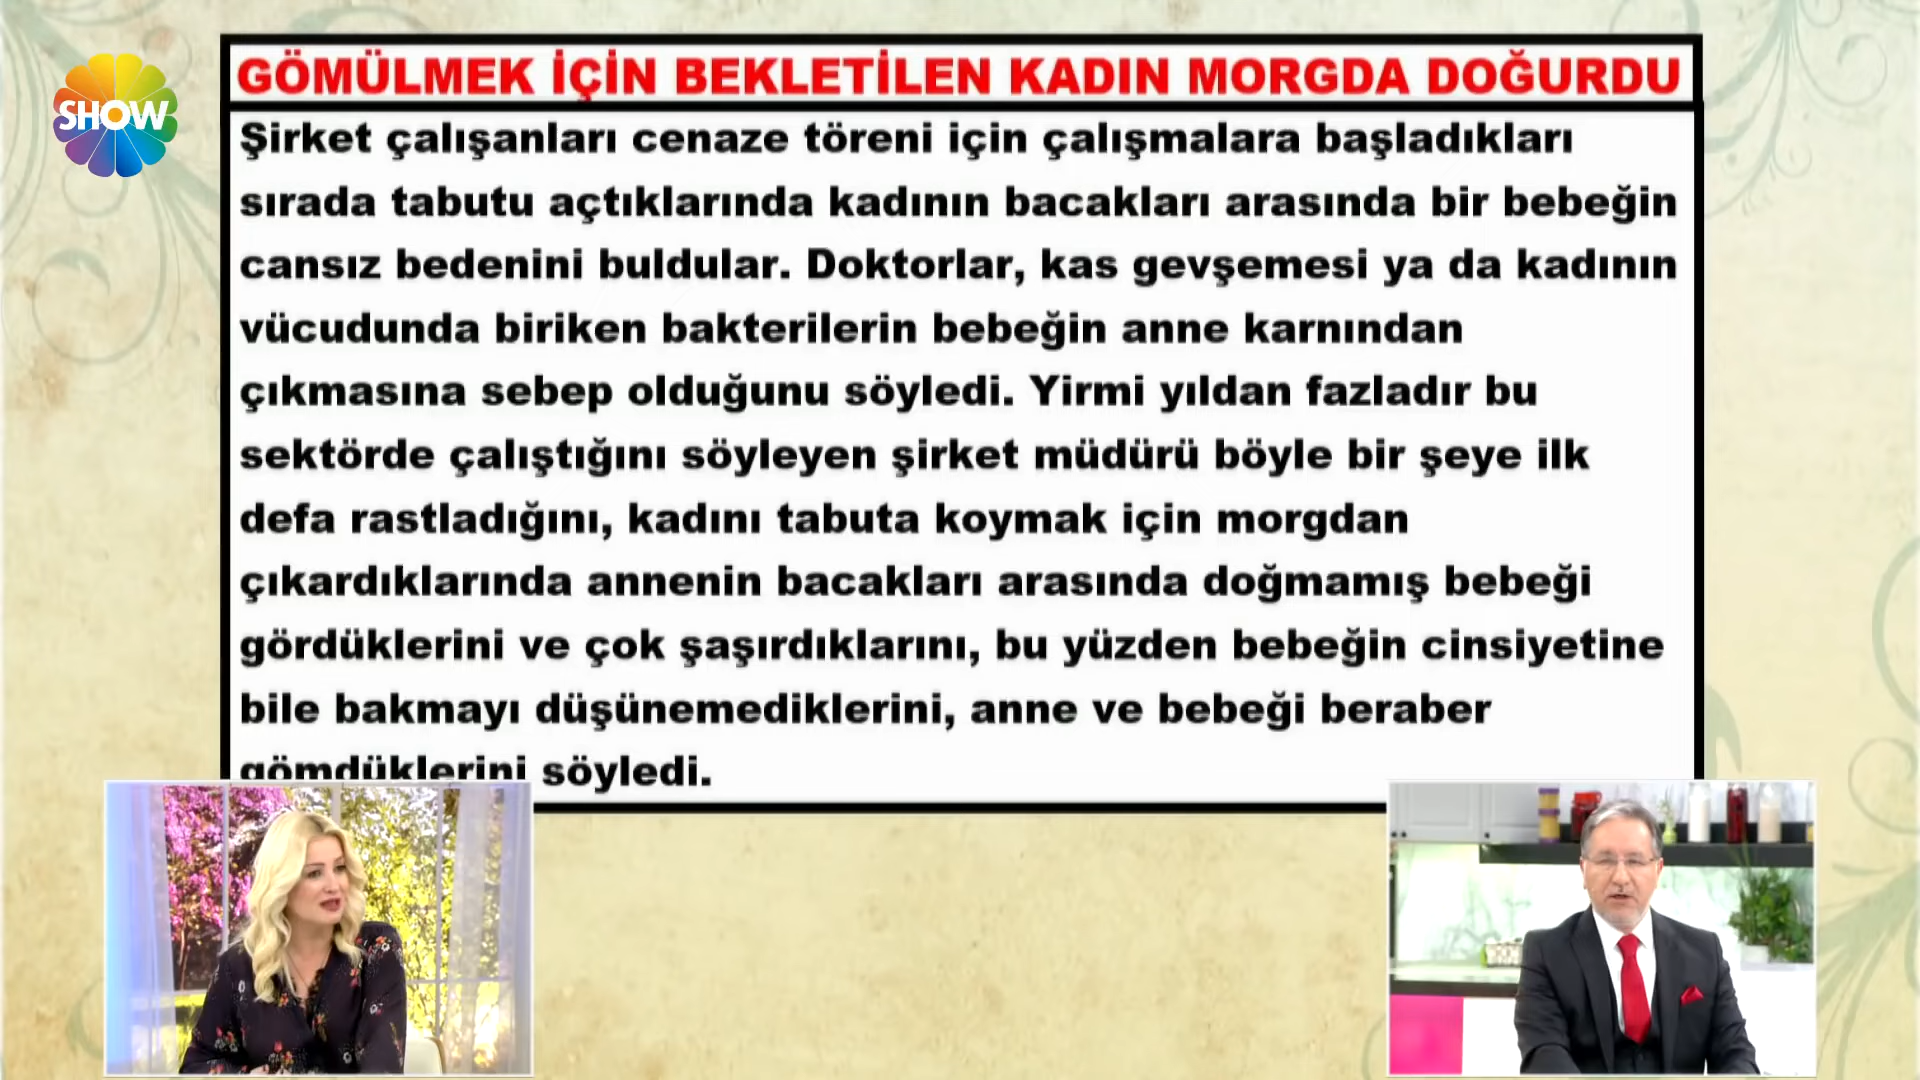 SHOW
GÖMÜLMEK İÇİN BEKLETİLEN KADIN MORGDA DOĞURDU
Şirket çalışanları cenaze töreni için çalışmalara başladıkları
sırada tabutu açtıklarında kadının bacakları arasında bir bebeğin
cansız bedenini buldular. Doktorlar, kas gevşemesi ya da kadının
vücudunda biriken bakterilerin bebeğin anne karnından
çıkmasına sebep olduğunu söyledi. Yirmi yıldan fazladır bu
sektörde çalıştığını söyleyen şirket müdürü böyle bir şeye ilk
defa rastladığını, kadını tabuta koymak için morgdan
çıkardıklarında annenin bacakları arasında doğmamış bebeği
gördüklerini ve çok şaşırdıklarını, bu yüzden bebeğin cinsiyetine
bile bakmayı düşünemediklerini, anne ve bebeği beraber
gömdüklerini söyledi.